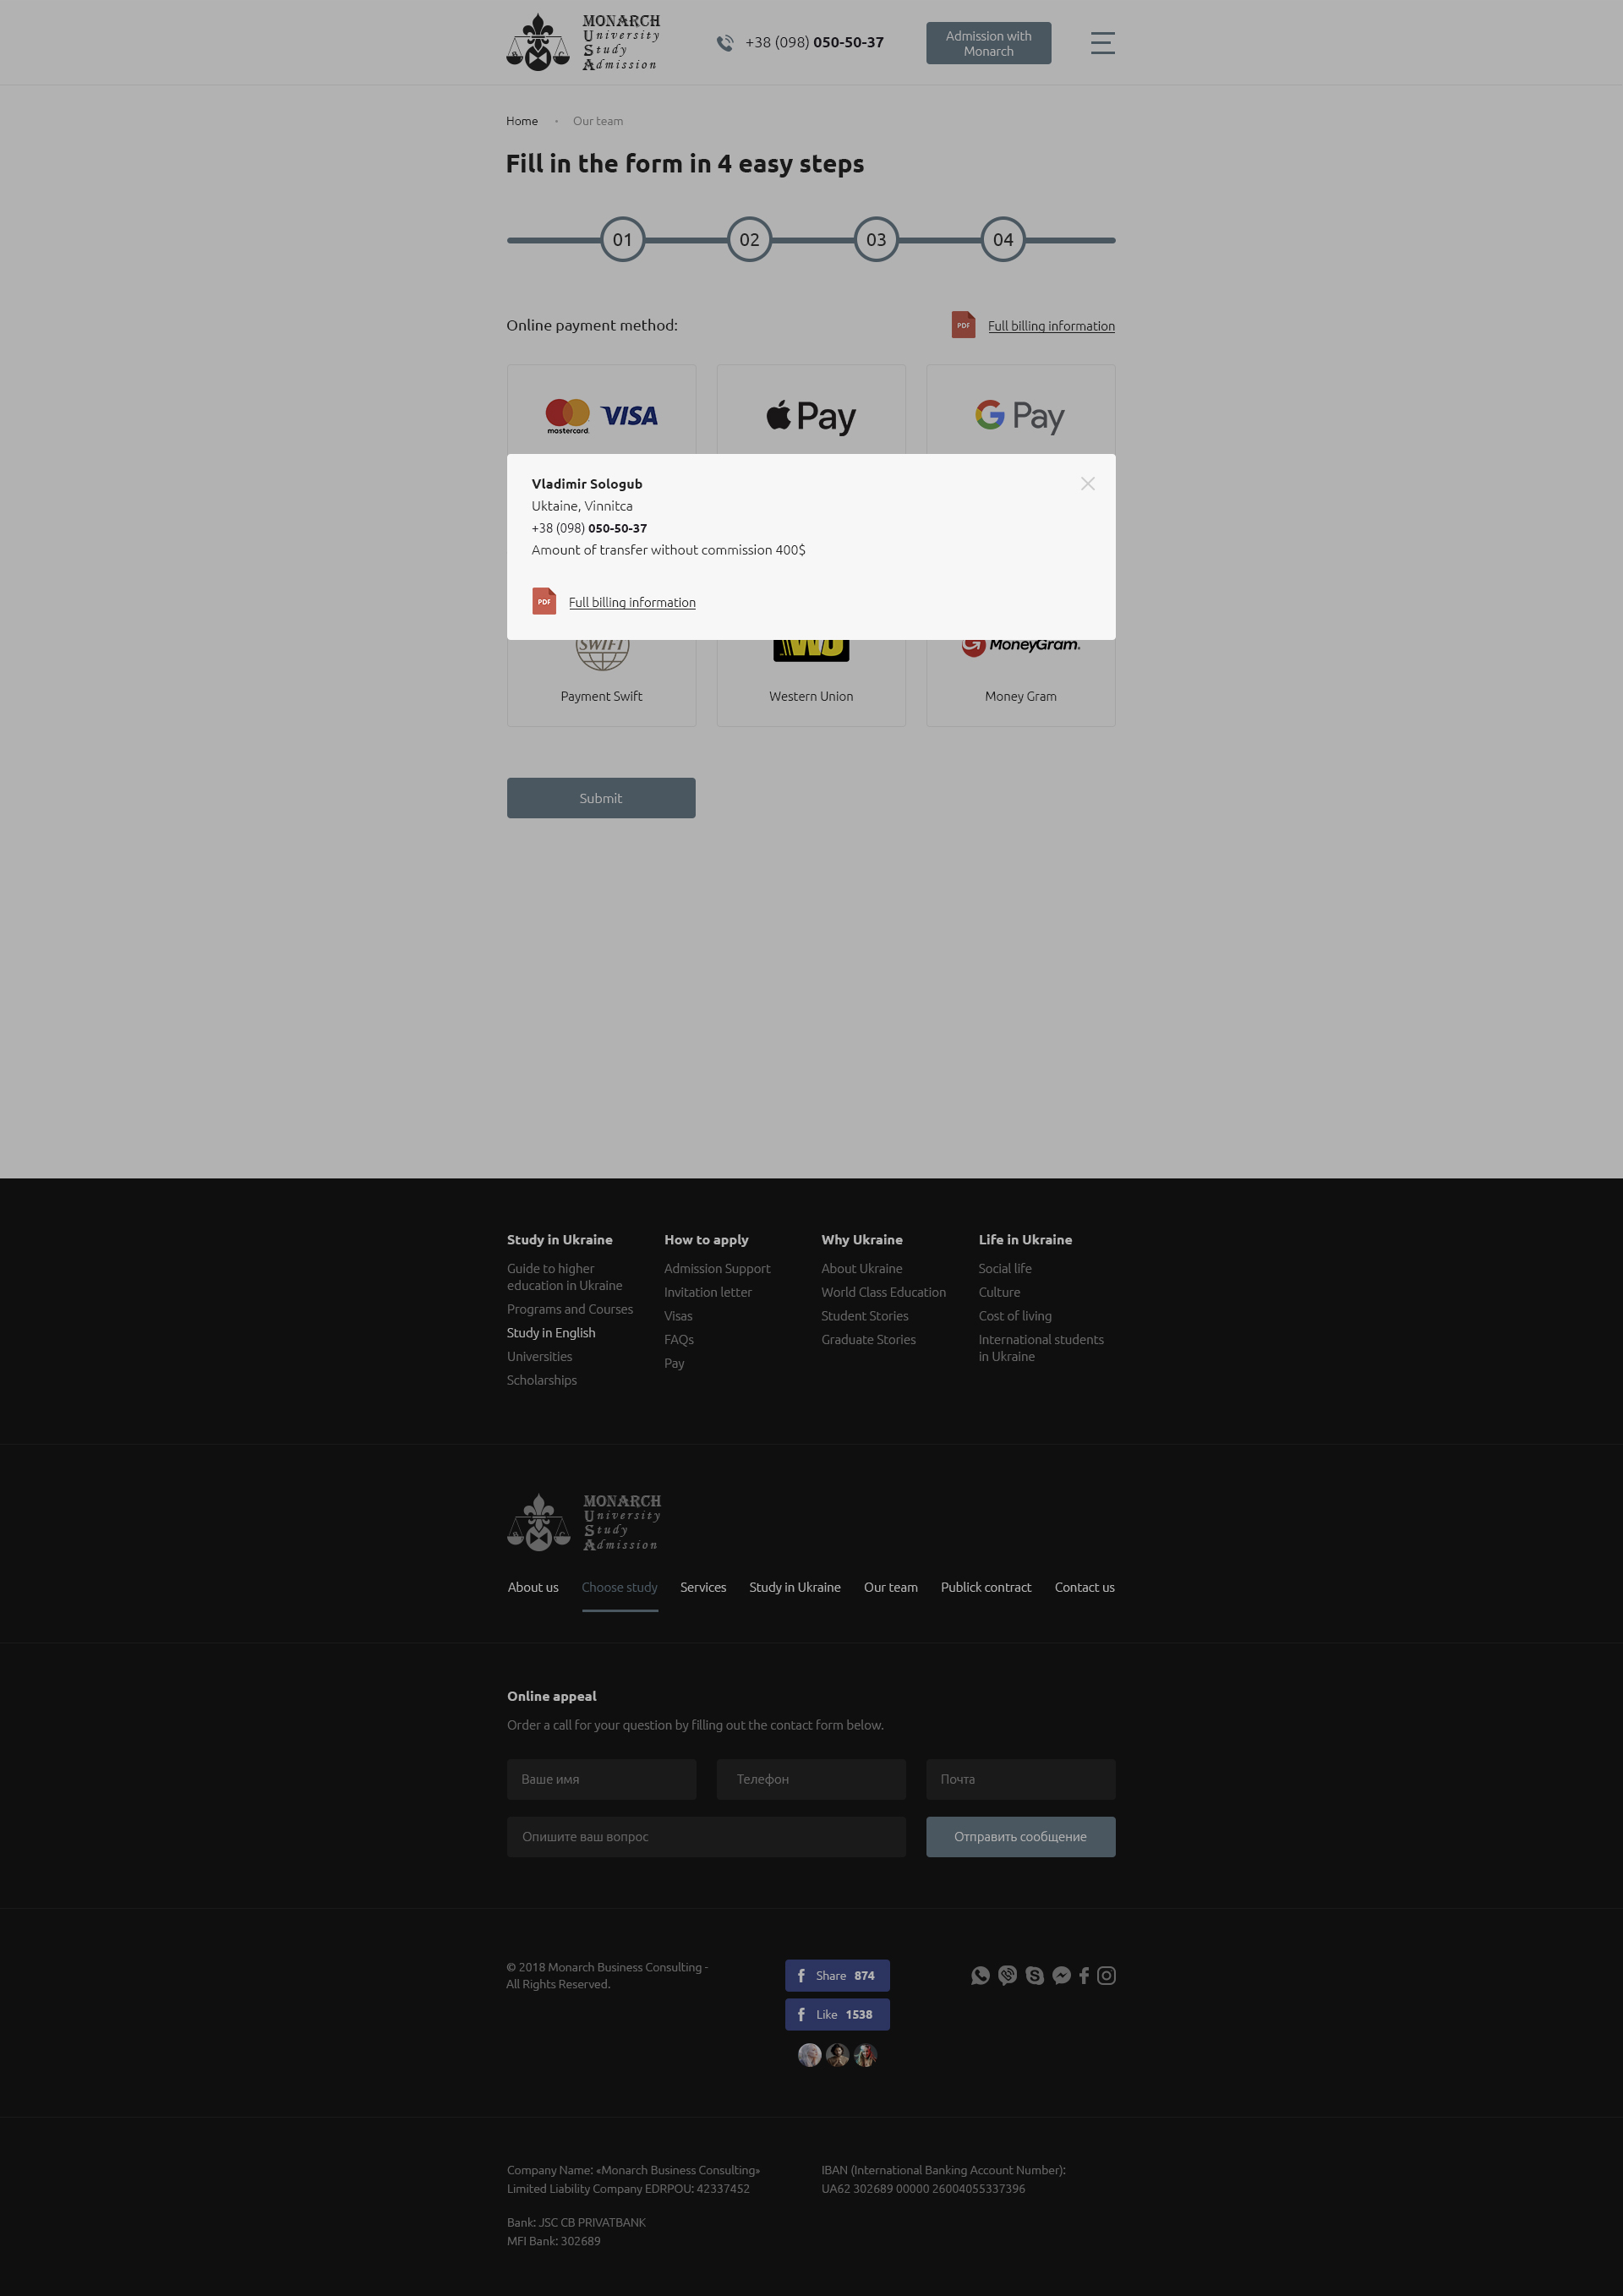 MONARCH
University
Study
Admission
+38 (098) 050-50-37
Admission with
Monarch
Home • Our team
Fill in the form in 4 easy steps
01 02 03 04
Online payment method:
PDF Full billing information
mastercard. VISA
Pay
G Pay
Vladimir Sologub
Uktaine, Vinnitca
+38 (098) 050-50-37
Amount of transfer without commission 400$
PDF Full billing information
SWIFT
WU
MoneyGram.
Payment Swift
Western Union
Money Gram
Submit
Study in Ukraine
Guide to higher
education in Ukraine
Programs and Courses
Study in English
Universities
Scholarships
How to apply
Admission Support
Invitation letter
Visas
FAQs
Pay
Why Ukraine
About Ukraine
World Class Education
Student Stories
Graduate Stories
Life in Ukraine
Social life
Culture
Cost of living
International students
in Ukraine
MONARCH
University
Study
Admission
About us Choose study Services Study in Ukraine Our team Publick contract Contact us
Online appeal
Order a call for your question by filling out the contact form below.
Ваше имя
Телефон
Почта
Опишите ваш вопрос
Отправить сообщение
© 2018 Monarch Business Consulting -
All Rights Reserved.
Share 874
Like 1538
Company Name: «Monarch Business Consulting»
Limited Liability Company EDRPOU: 42337452
Bank: JSC CB PRIVATBANK
MFI Bank: 302689
IBAN (International Banking Account Number):
UA62 302689 00000 26004055337396